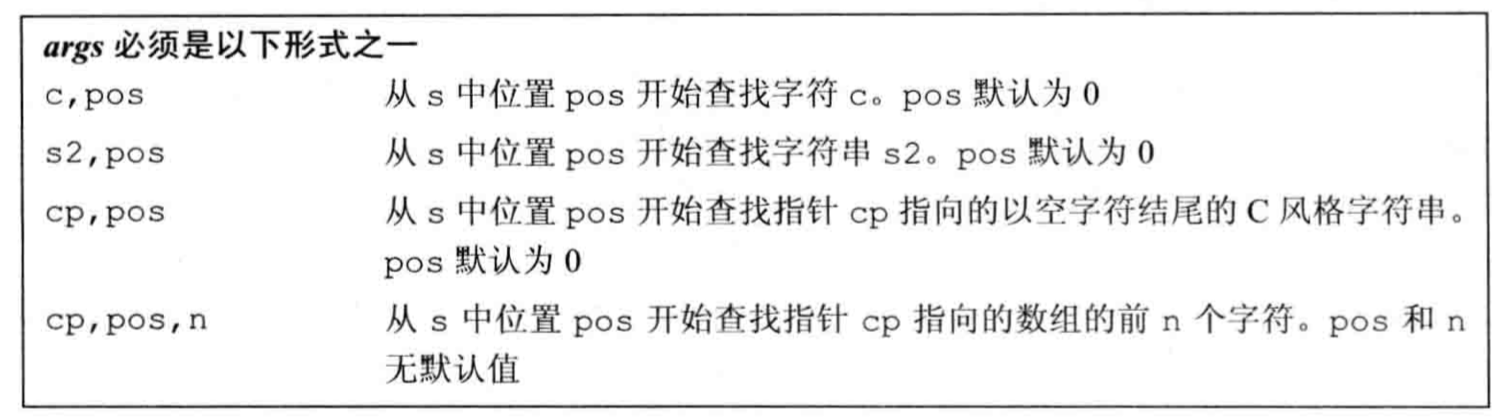 args 必须是以下形式之一
c,pos 从 s 中位置 pos 开始查找字符 c。pos 默认为 0
s2,pos 从 s 中位置 pos 开始查找字符串 s2。pos 默认为 0
cp,pos 从 s 中位置 pos 开始查找指针 cp 指向的以空字符结尾的 C 风格字符串。
pos 默认为 0
cp,pos,n 从 s 中位置 pos 开始查找指针 cp 指向的数组的前 n 个字符。pos 和 n
无默认值